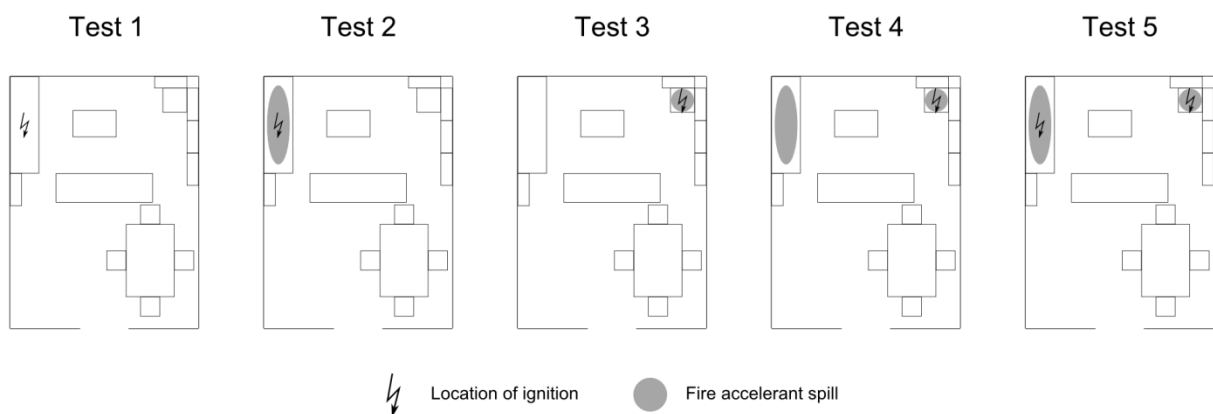 Test 1
Test 2
Test 3
Test 4
Test 5
Location of ignition
Fire accelerant spill